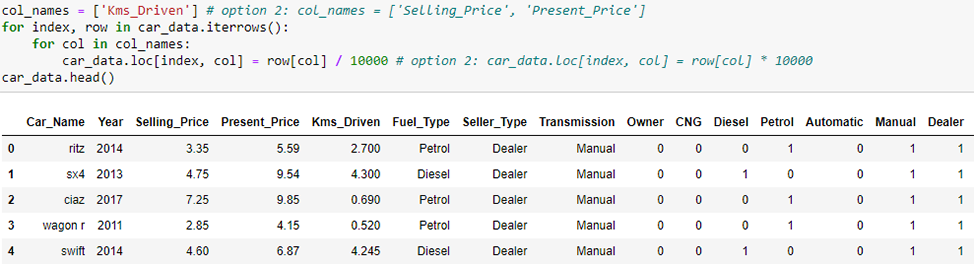 col_names = ['Kms_Driven'] # option 2: col_names = ['Selling_Price', 'Present_Price']
for index, row in car_data.iterrows():
    for col in col_names:
        car_data.loc[index, col] = row[col] / 10000 # option 2: car_data.loc[index, col] = row[col] * 10000
car_data.head()
Car_Name Year Selling_Price Present_Price Kms_Driven Fuel_Type Seller_Type Transmission Owner CNG Diesel Petrol Automatic Manual Dealer
0 ritz 2014 3.35 5.59 2.700 Petrol Dealer Manual 0 0 0 1 0 1 1
1 sx4 2013 4.75 9.54 4.300 Diesel Dealer Manual 0 0 1 0 0 1 1
2 ciaz 2017 7.25 9.85 0.690 Petrol Dealer Manual 0 0 0 1 0 1 1
3 wagon r 2011 2.85 4.15 0.520 Petrol Dealer Manual 0 0 0 1 0 1 1
4 swift 2014 4.60 6.87 4.245 Diesel Dealer Manual 0 0 1 0 0 1 1